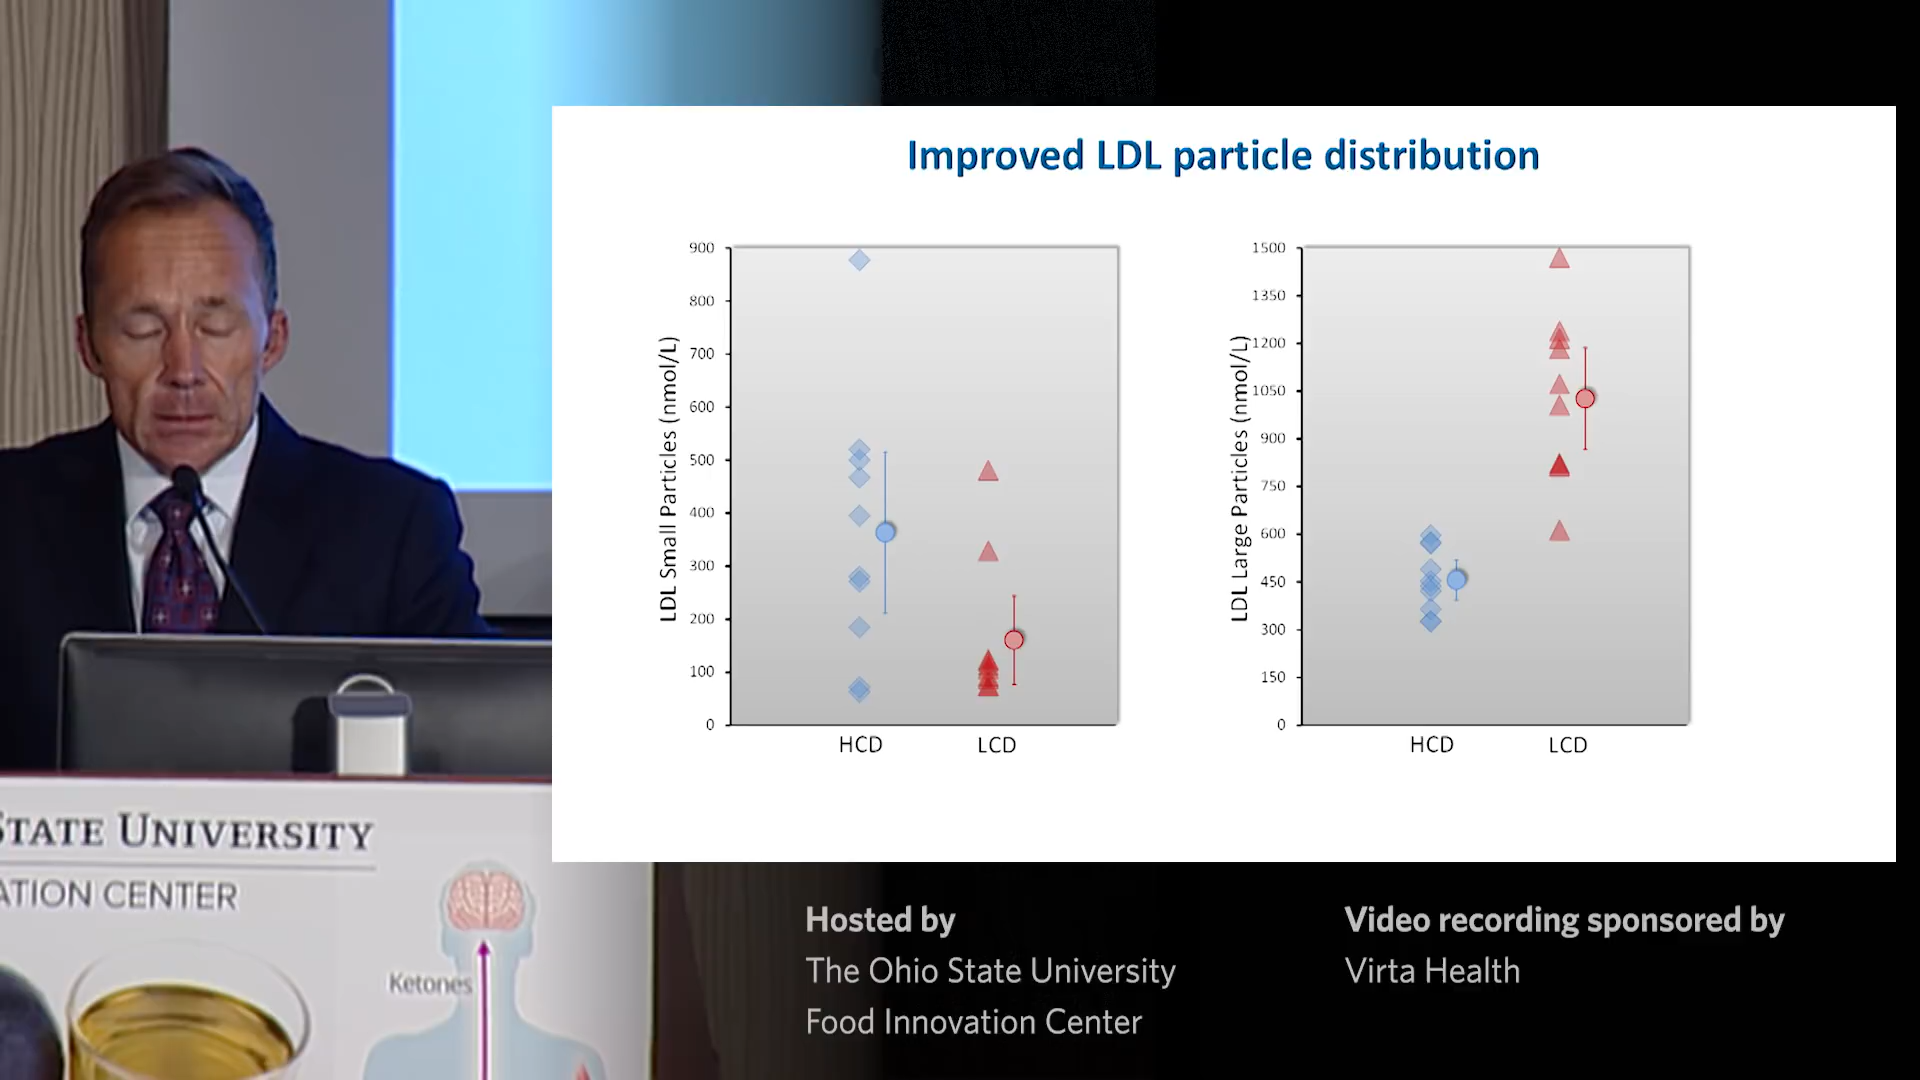 Improved LDL particle distribution
LDL Small Particles (nmol/L)
900
800
700
600
500
400
300
200
100
0
HCD LCD
LDL Large Particles (nmol/L)
1500
1350
1200
1050
900
750
600
450
300
150
0
HCD LCD
STATE UNIVERSITY
ATION CENTER
Ketones
Hosted by
The Ohio State University
Food Innovation Center
Video recording sponsored by
Virta Health